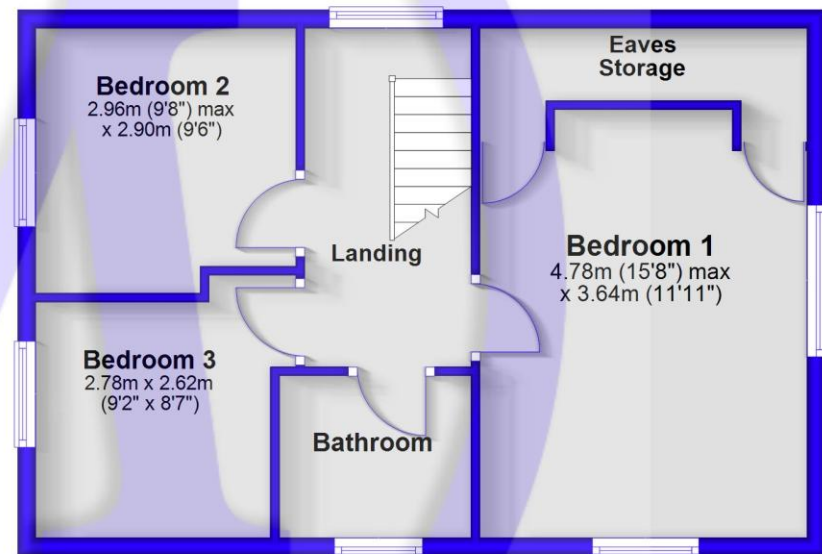 Eaves
Storage
Bedroom 2
2.96m (9'8") max
x 2.90m (9'6")
Landing
Bedroom 1
4.78m (15'8") max
x 3.64m (11'11")
Bedroom 3
2.78m x 2.62m
(9'2" x 8'7")
Bathroom